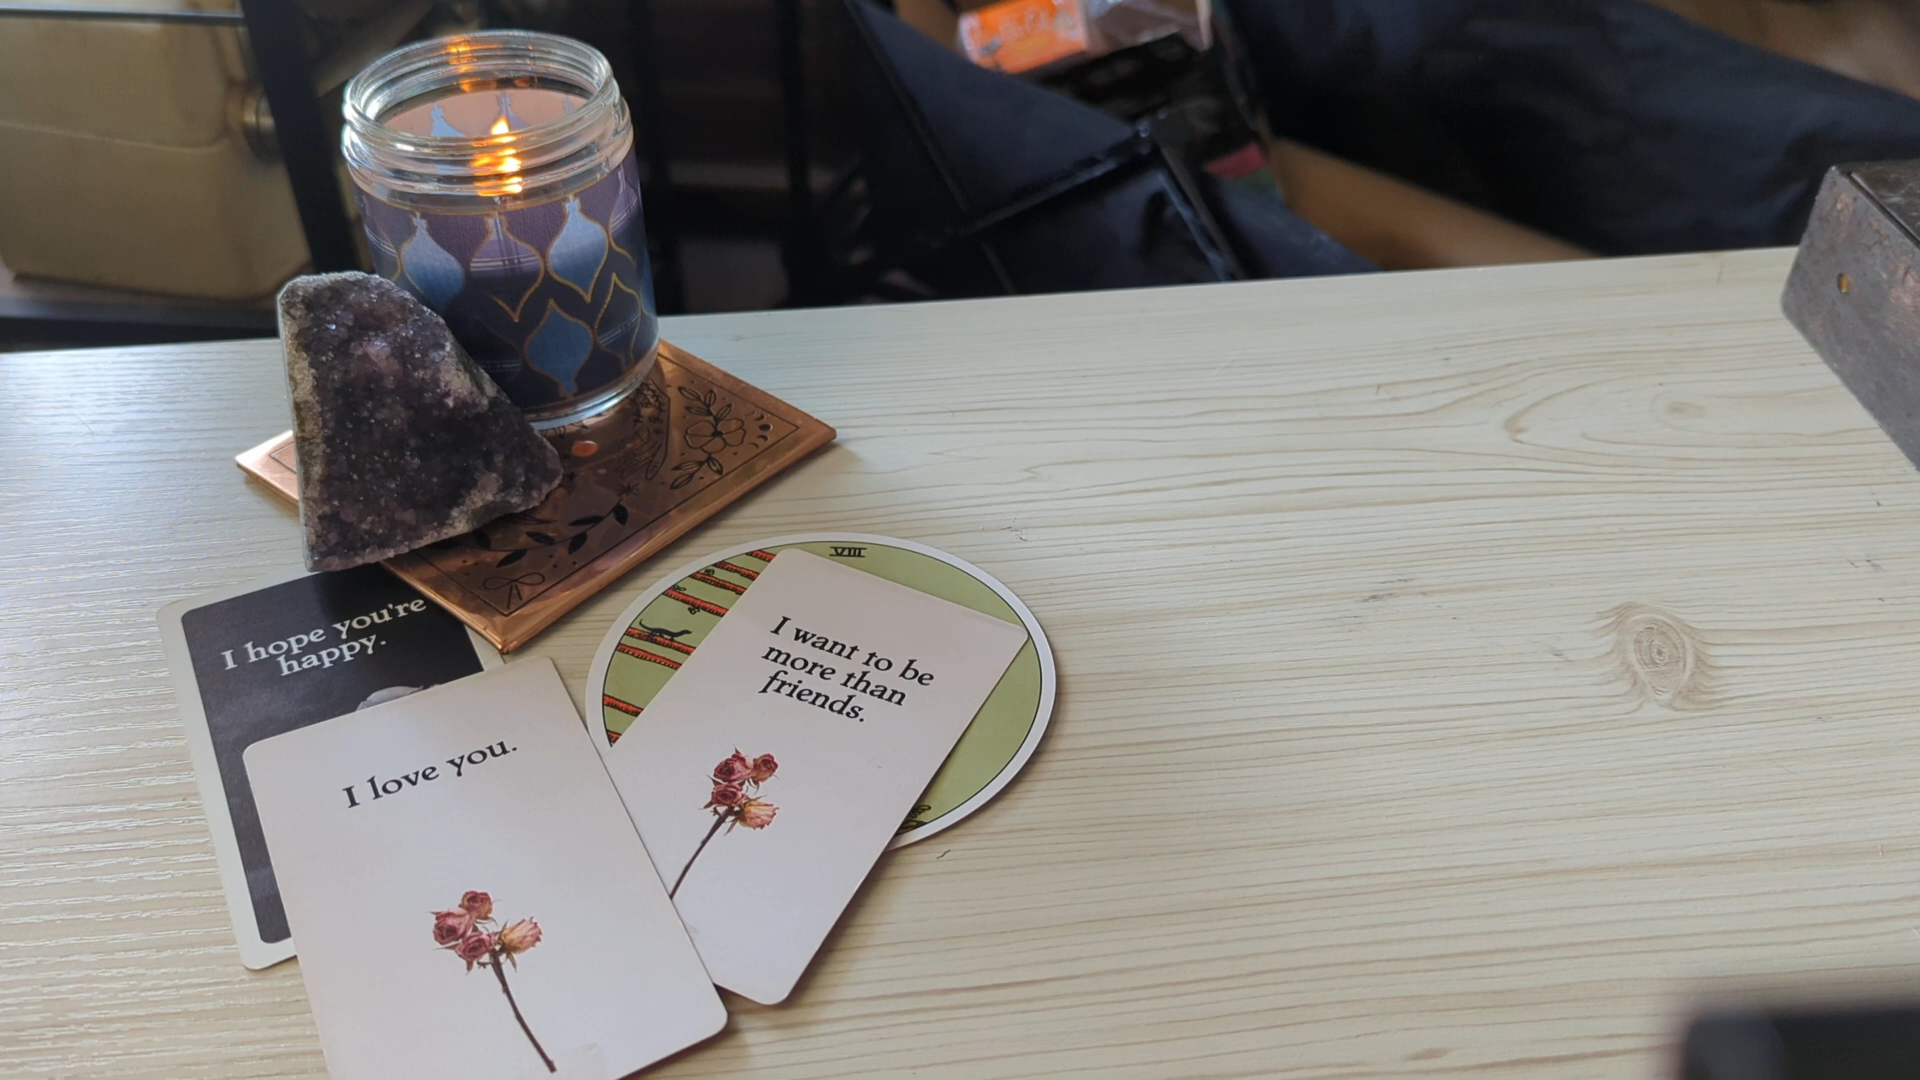 VIII
I hope you're
happy.
I want to be
more than
friends.
I love you.